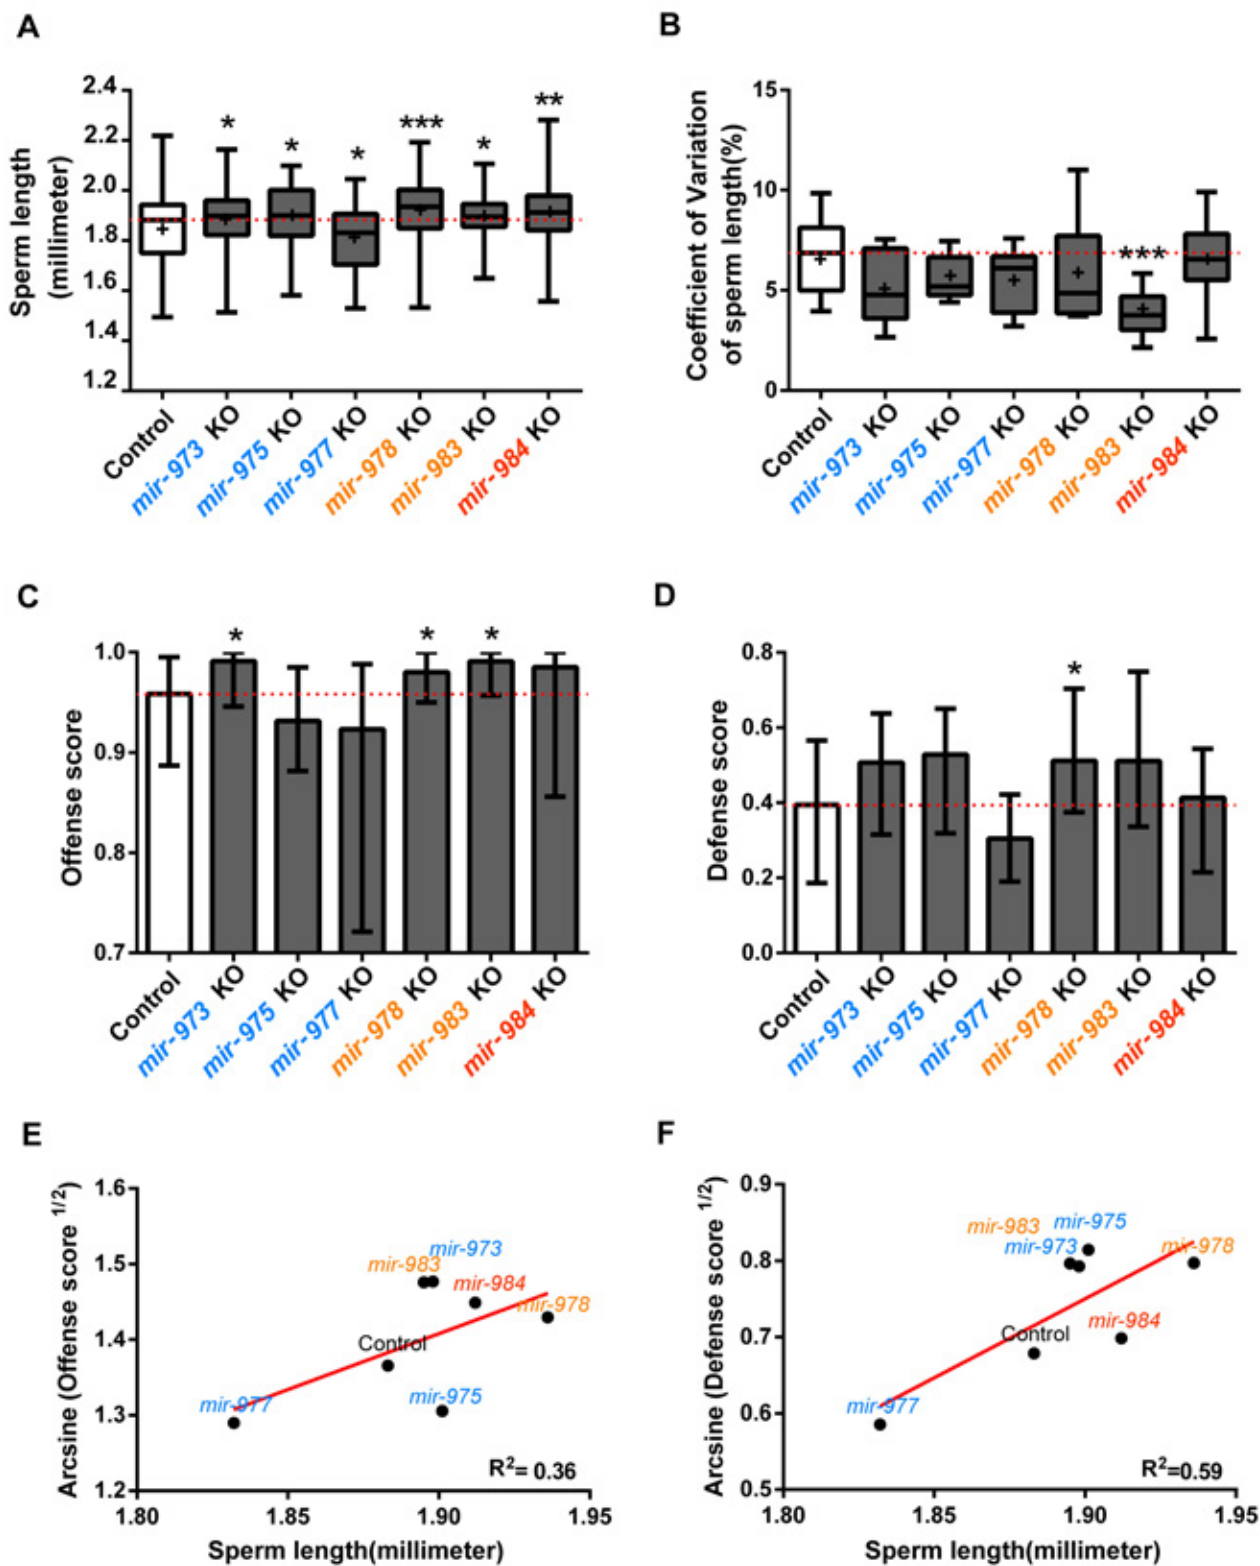 A
Sperm length
(millimeter)
2.4
2.2
2.0
1.8
1.6
1.4
1.2
*
*
*
***
*
**
Control
mir-973 KO
mir-975 KO
mir-977 KO
mir-978 KO
mir-983 KO
mir-984 KO
B
Coefficient of Variation
of sperm length(%)
15
10
5
0
***
Control
mir-973 KO
mir-975 KO
mir-977 KO
mir-978 KO
mir-983 KO
mir-984 KO
C
Offense score
1.0
0.9
0.8
0.7
*
*
*
Control
mir-973 KO
mir-975 KO
mir-977 KO
mir-978 KO
mir-983 KO
mir-984 KO
D
Defense score
0.8
0.6
0.4
0.2
0.0
*
Control
mir-973 KO
mir-975 KO
mir-977 KO
mir-978 KO
mir-983 KO
mir-984 KO
E
Arcsine (Offense score 1/2)
1.6
1.5
1.4
1.3
1.2
mir-973
mir-983
mir-984
mir-978
Control
mir-975
mir-977
R2= 0.36
1.80
1.85
1.90
1.95
Sperm length(millimeter)
F
Arcsine (Defense score 1/2)
0.9
0.8
0.7
0.6
0.5
mir-983
mir-975
mir-973
mir-978
Control
mir-984
mir-977
R2=0.59
1.80
1.85
1.90
1.95
Sperm length(millimeter)